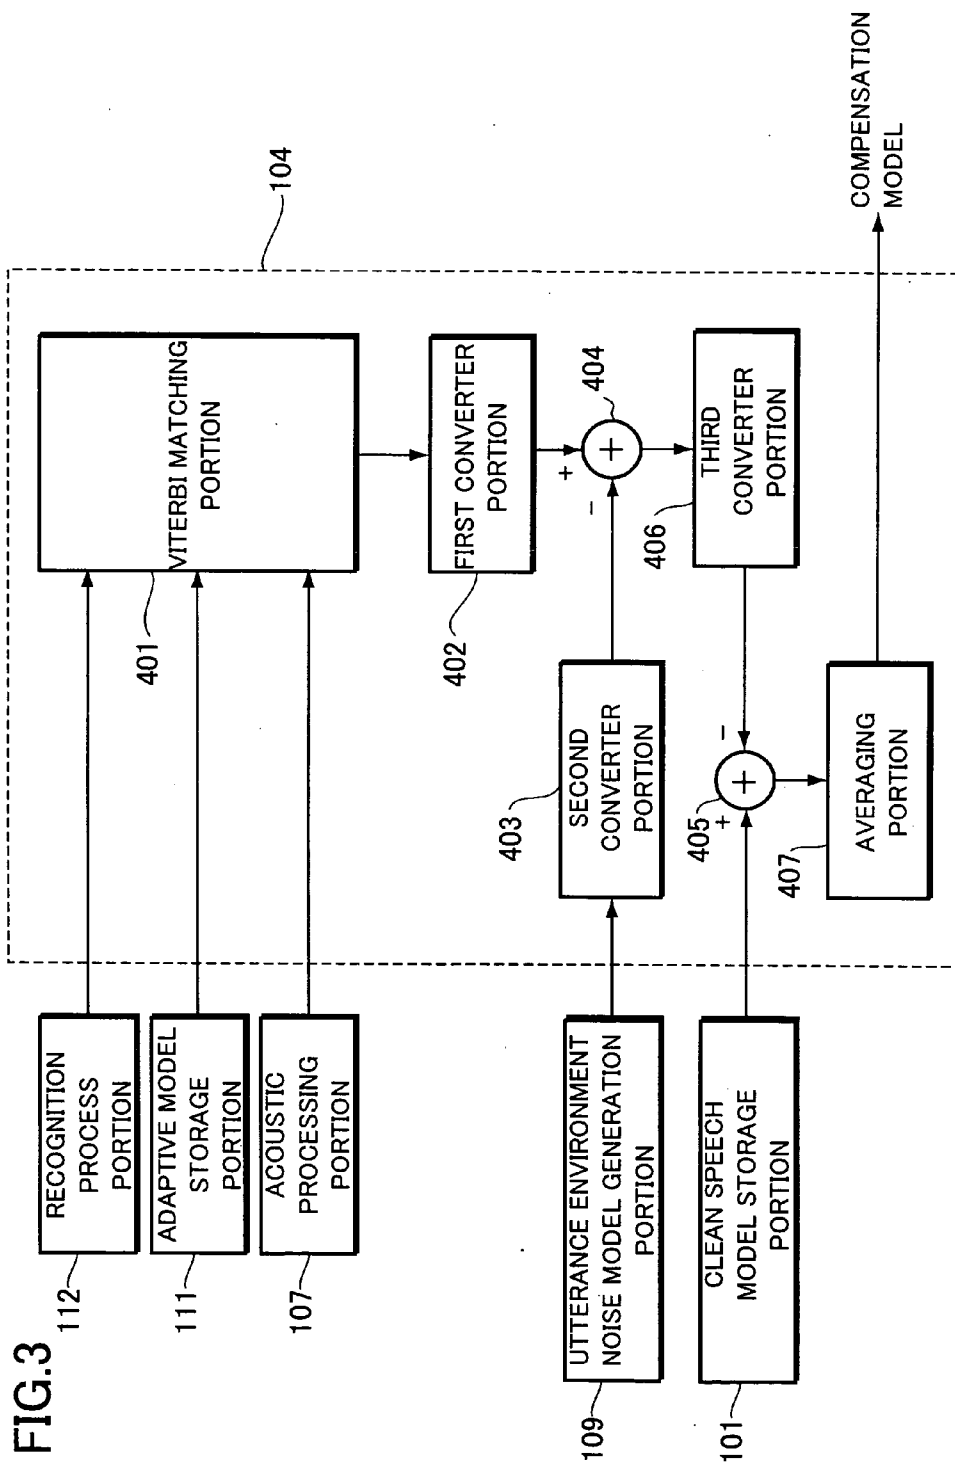 FIG.3
112
RECOGNITION
PROCESS
PORTION
111
ADAPTIVE MODEL
STORAGE
PORTION
107
ACOUSTIC
PROCESSING
PORTION
109
UTTERANCE ENVIRONMENT
NOISE MODEL GENERATION
PORTION
101
CLEAN SPEECH
MODEL STORAGE
PORTION
104
401
VITERBI MATCHING
PORTION
402
FIRST CONVERTER
PORTION
403
SECOND
CONVERTER
PORTION
404
+
+
-
406
THIRD
CONVERTER
PORTION
405
+
+
-
407
AVERAGING
PORTION
COMPENSATION
MODEL